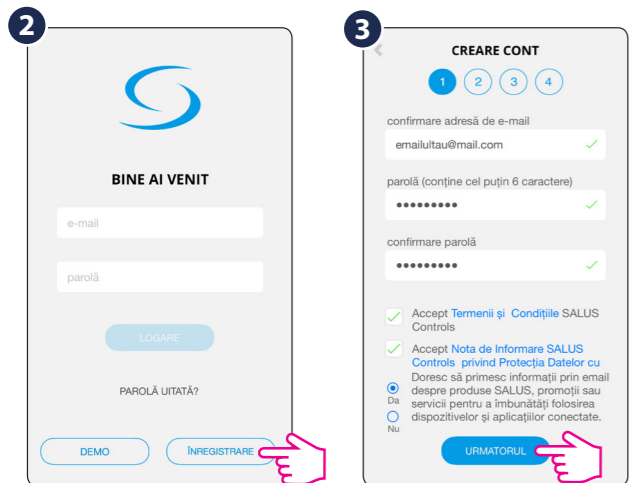 2
BINE AI VENIT
e-mail
parolă
LOGARE
PAROLĂ UITATĂ?
DEMO
ÎNREGISTRARE
3
CREARE CONT
1 2 3 4
confirmare adresă de e-mail
emailultau@mail.com
parolă (conține cel puțin 6 caractere)
•••••••••
confirmare parolă
•••••••••
Accept Termenii și Condițiile SALUS
Controls
Accept Nota de Informare SALUS
Controls privind Protecția Datelor cu
Doresc să primesc informații prin email
despre produse SALUS, promoții sau
servicii pentru a îmbunătăți folosirea
dispozitivelor și aplicațiilor conectate.
Da
Nu
URMATORUL